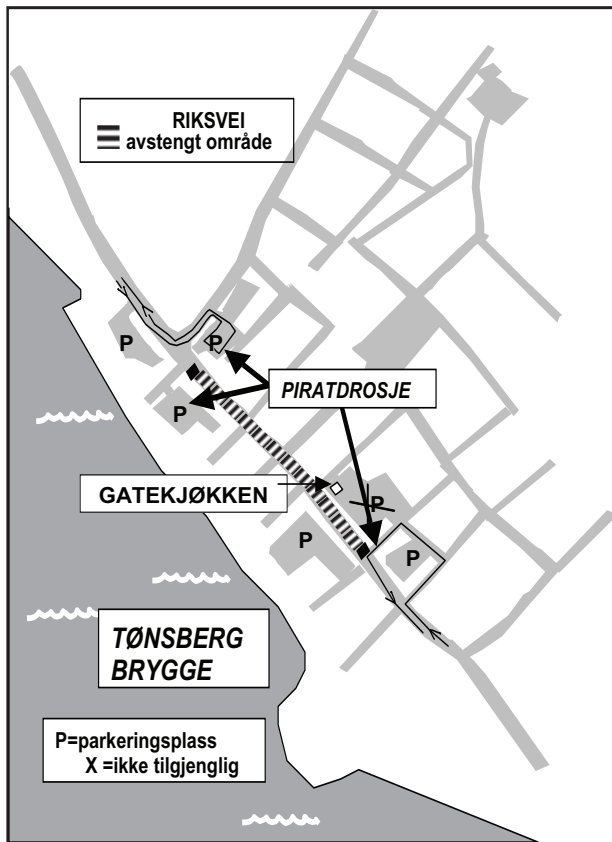 RIKSVEI
avstengt område
P
P
P
PIRATDROSJE
GATEKJØKKEN
P
P
P
TØNSBERG
BRYGGE
P=parkeringsplass
X =ikke tilgjenglig